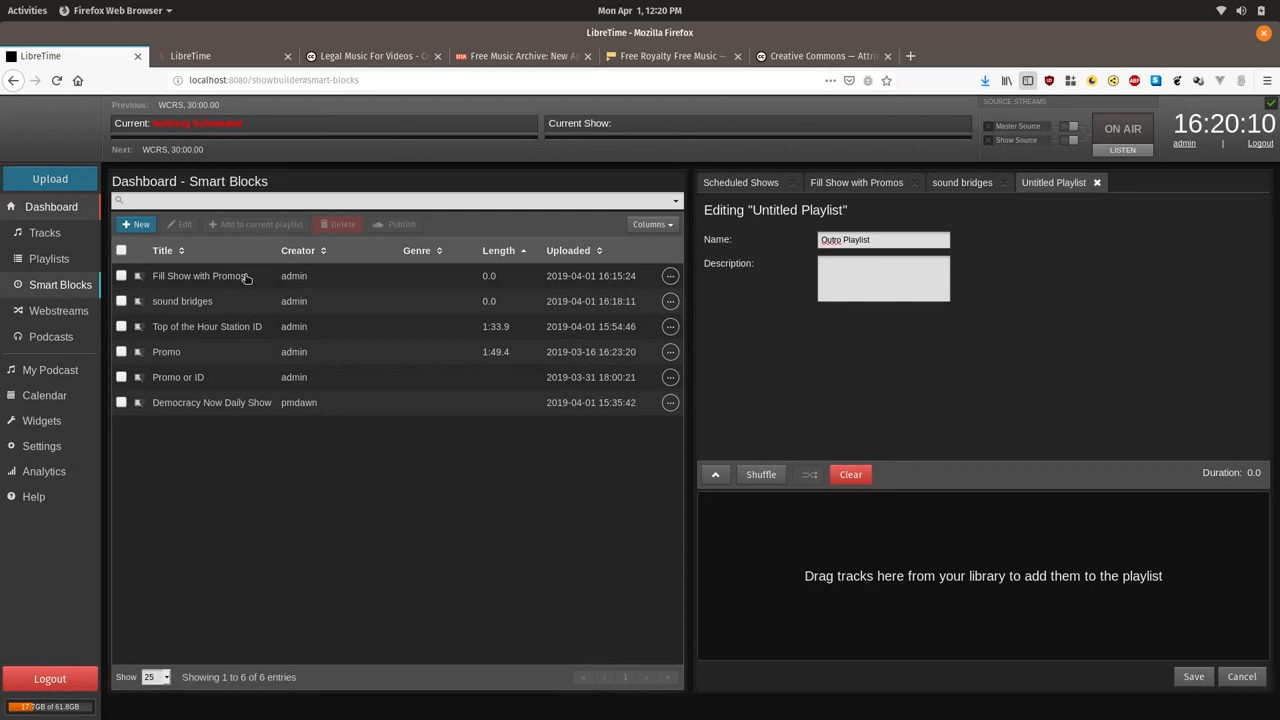 Activities
Firefox Web Browser
Mon Apr 1, 12:20 PM
LibreTime - Mozilla Firefox
LibreTime
LibreTime
Legal Music For Videos - C
Free Music Archive: New A
Free Royalty Free Music —
Creative Commons — Attri
localhost:8080/showbuilder#smart-blocks
Previous: WCRS, 30:00.00
Current: Nothing Scheduled
Next: WCRS, 30:00.00
Current Show:
SOURCE STREAMS
Master Source
Show Source
ON AIR
LISTEN
16:20:10
admin | Logout
Upload
Dashboard
Tracks
Playlists
Smart Blocks
Webstreams
Podcasts
My Podcast
Calendar
Widgets
Settings
Analytics
Help
Logout
17.7GB of 61.8GB
Dashboard - Smart Blocks
New Edit Add to current playlist Delete Publish Columns
Title Creator Genre Length Uploaded
Fill Show with Promos admin 0.0 2019-04-01 16:15:24
sound bridges admin 0.0 2019-04-01 16:18:11
Top of the Hour Station ID admin 1:33.9 2019-04-01 15:54:46
Promo admin 1:49.4 2019-03-16 16:23:20
Promo or ID admin 2019-03-31 18:00:21
Democracy Now Daily Show pmdawn 2019-04-01 15:35:42
Show 25 Showing 1 to 6 of 6 entries
1
Scheduled Shows Fill Show with Promos sound bridges Untitled Playlist
Editing "Untitled Playlist"
Name: Outro Playlist
Description:
Shuffle Clear Duration: 0.0
Drag tracks here from your library to add them to the playlist
Save Cancel